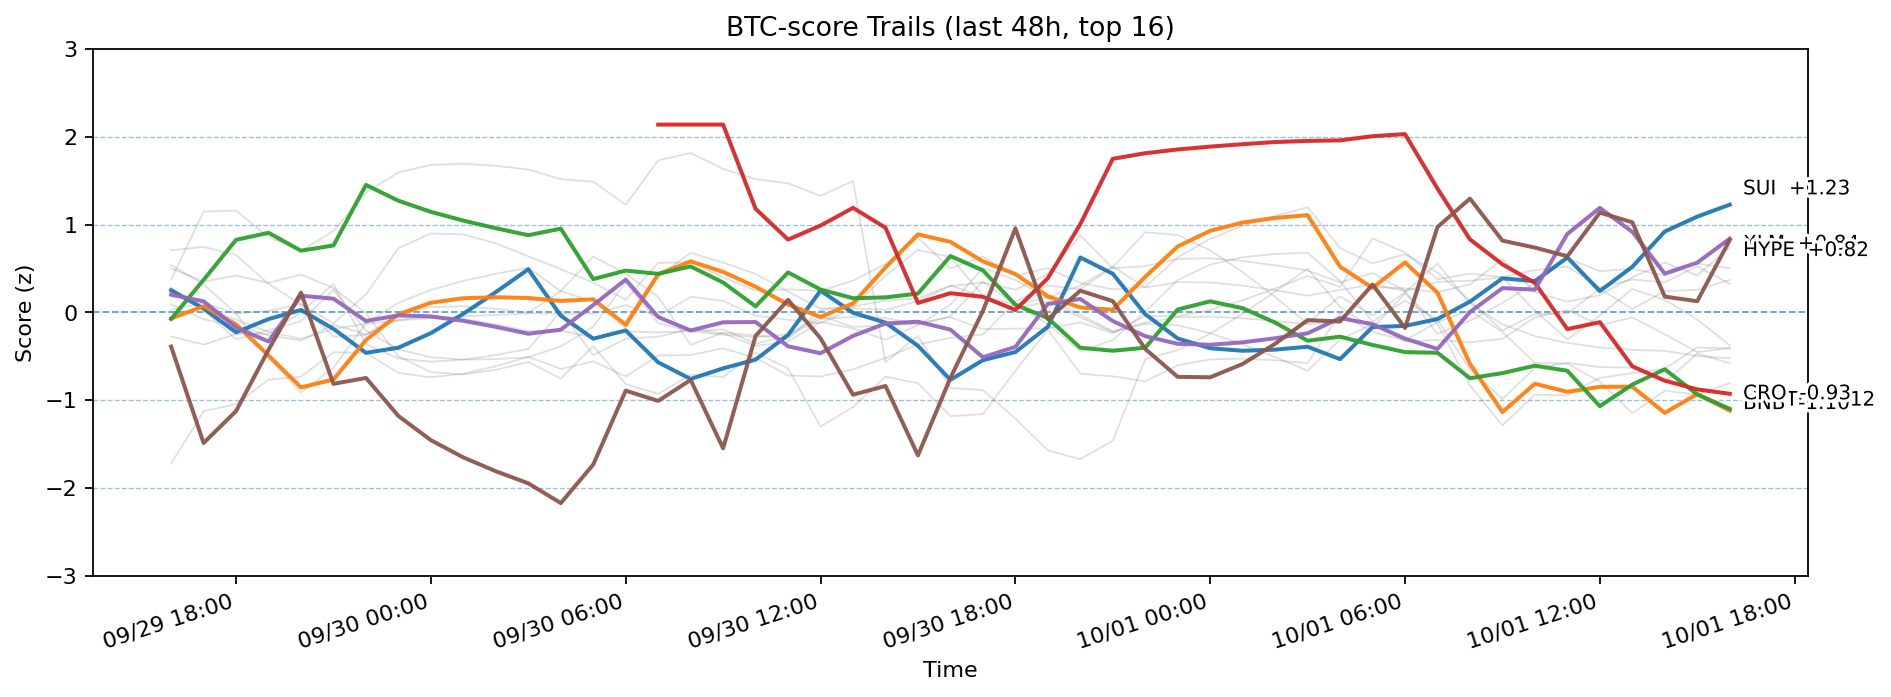 BTC-score Trails (last 48h, top 16)
Score (z)
3
2
1
0
−1
−2
−3
SUI +1.23
HYPE +0.82
CRO −0.93
09/29 18:00
09/30 00:00
09/30 06:00
09/30 12:00
09/30 18:00
10/01 00:00
10/01 06:00
10/01 12:00
10/01 18:00
Time